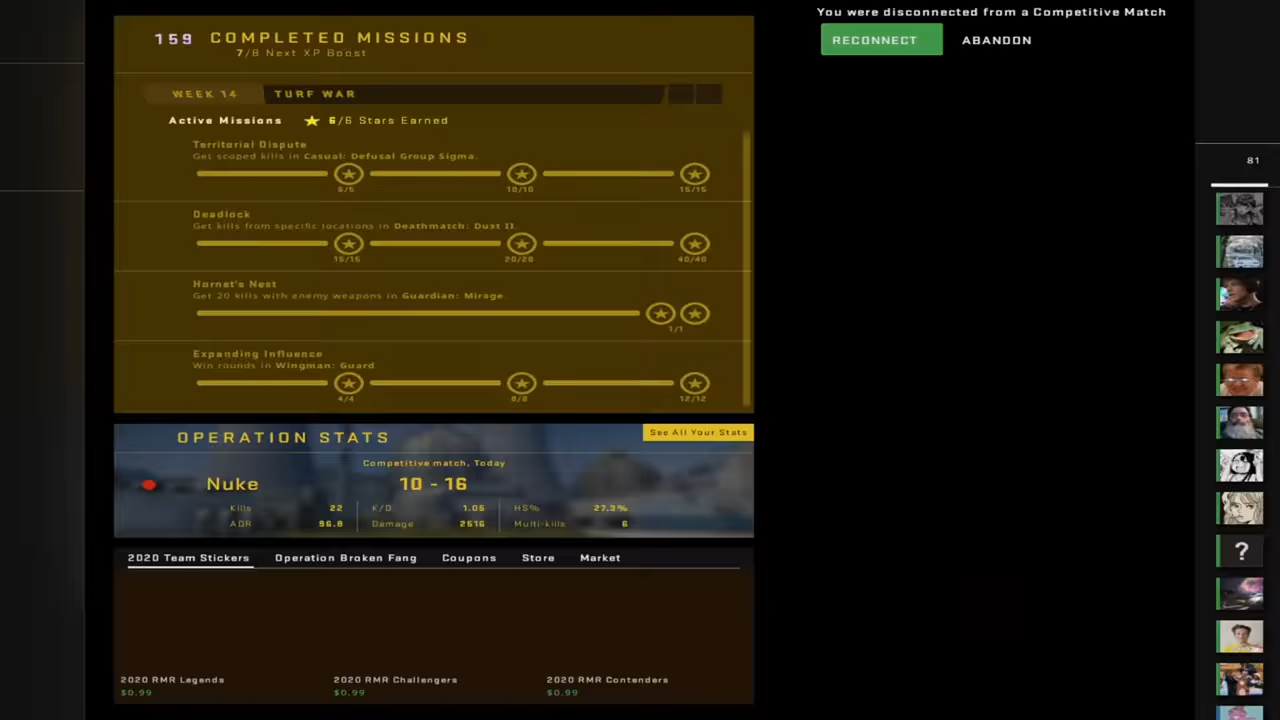 You were disconnected from a Competitive Match
RECONNECT ABANDON
159 COMPLETED MISSIONS
7/8 Next XP Boost
WEEK 14 TURF WAR
Active Missions 6/6 Stars Earned
Territorial Dispute
Get scoped kills in Casual: Defusal Group Sigma.
5/5 10/10 15/15
Deadlock
Get kills from specific locations in Deathmatch: Dust II.
15/15 20/20 40/40
Hornat's Nest
Get 20 kills with enemy weapons in Guardian: Mirage.
1/1
Expanding Influence
Win rounds in Wingman: Guard
4/4 8/8 12/12
81
OPERATION STATS
See All Your Stats
Competitive match, Today
Nuke 10 - 16
Kills 22 K/D 1.05 HS% 27.3%
ADR 96.8 Damage 2516 Multi-kills 6
2020 Team Stickers Operation Broken Fang Coupons Store Market
2020 RMR Legends 2020 RMR Challengers 2020 RMR Contenders
$0.99 $0.99 $0.99
?